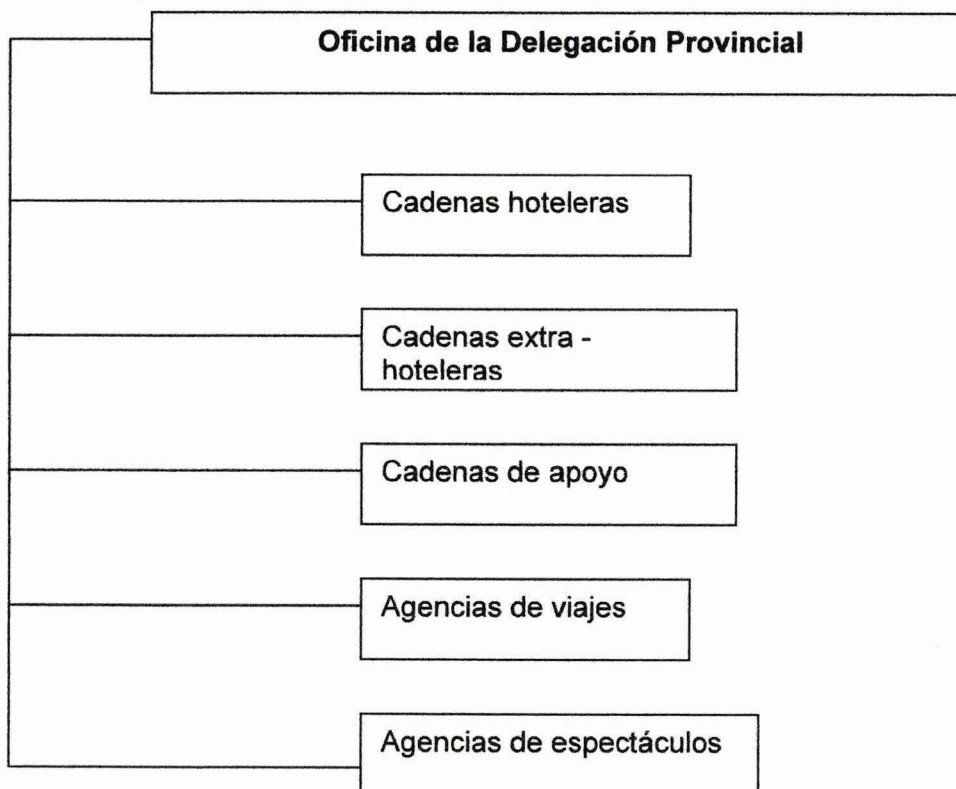 Oficina de la Delegación Provincial
Cadenas hoteleras
Cadenas extra -
hoteleras
Cadenas de apoyo
Agencias de viajes
Agencias de espectáculos